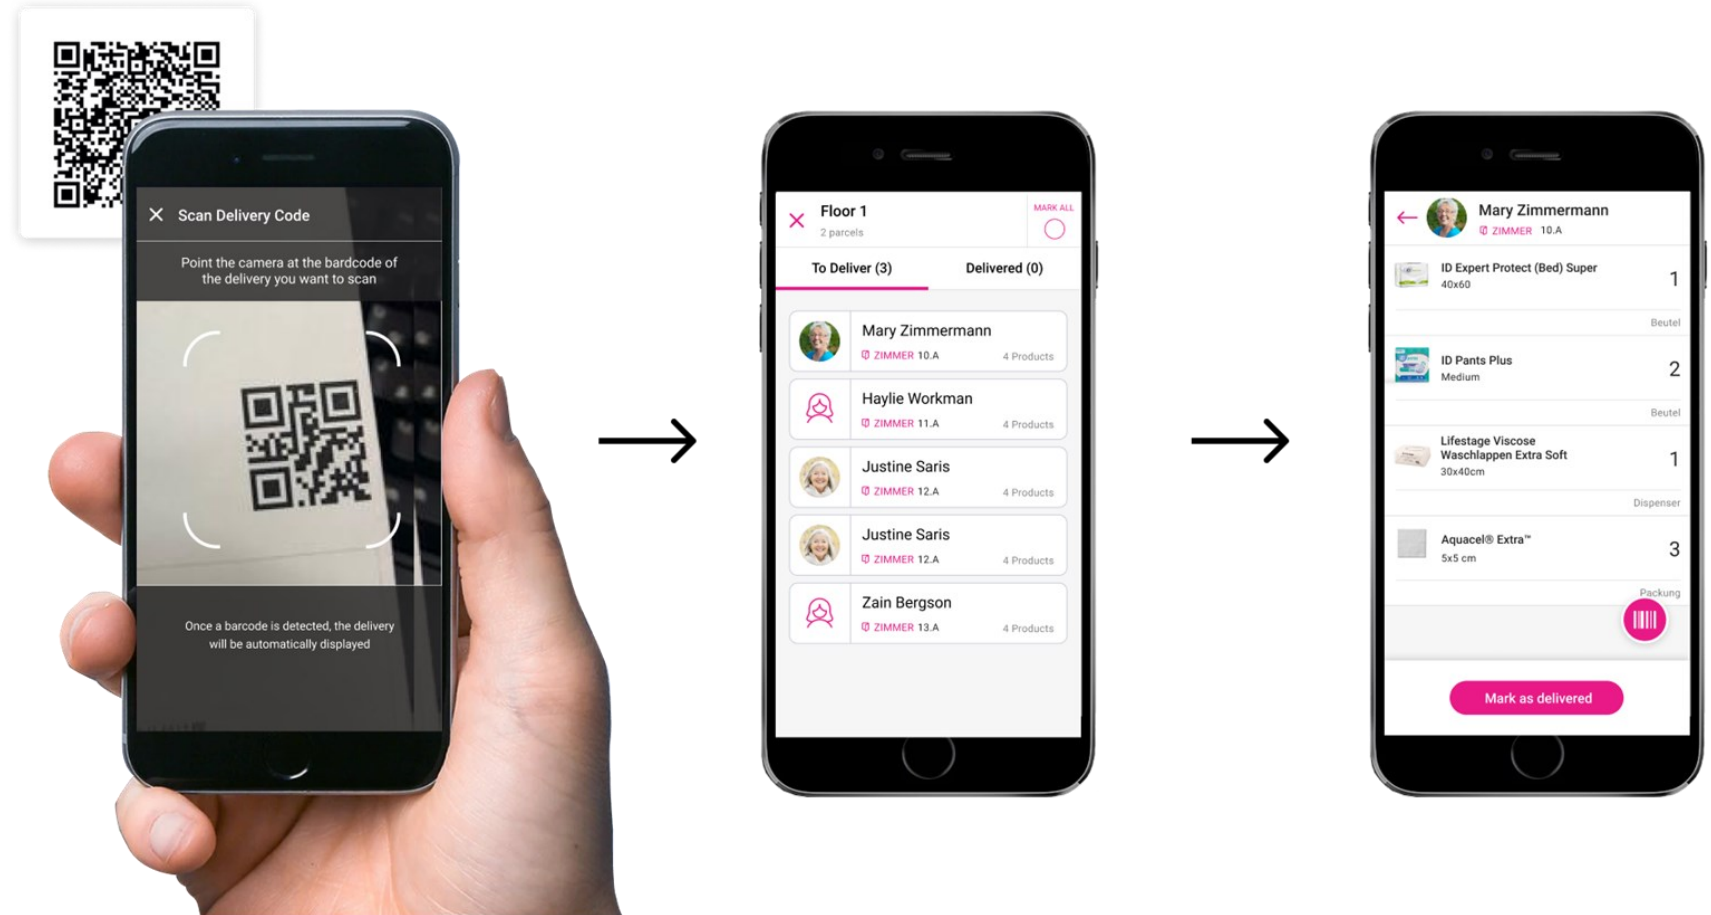 Scan Delivery Code
Point the camera at the bardcode of
the delivery you want to scan
Once a barcode is detected, the delivery
will be automatically displayed
Floor 1
2 parcels
MARK ALL
To Deliver (3)
Delivered (0)
Mary Zimmermann
ZIMMER 10.A
4 Products
Haylie Workman
ZIMMER 11.A
4 Products
Justine Saris
ZIMMER 12.A
4 Products
Justine Saris
ZIMMER 12.A
4 Products
Zain Bergson
ZIMMER 13.A
4 Products
Mary Zimmermann
ZIMMER 10.A
ID Expert Protect (Bed) Super
40x60
1
Beutel
ID Pants Plus
Medium
2
Beutel
Lifestage Viscose
Waschlappen Extra Soft
30x40cm
1
Dispenser
Aquacel® Extra™
5x5 cm
3
Packung
Mark as delivered